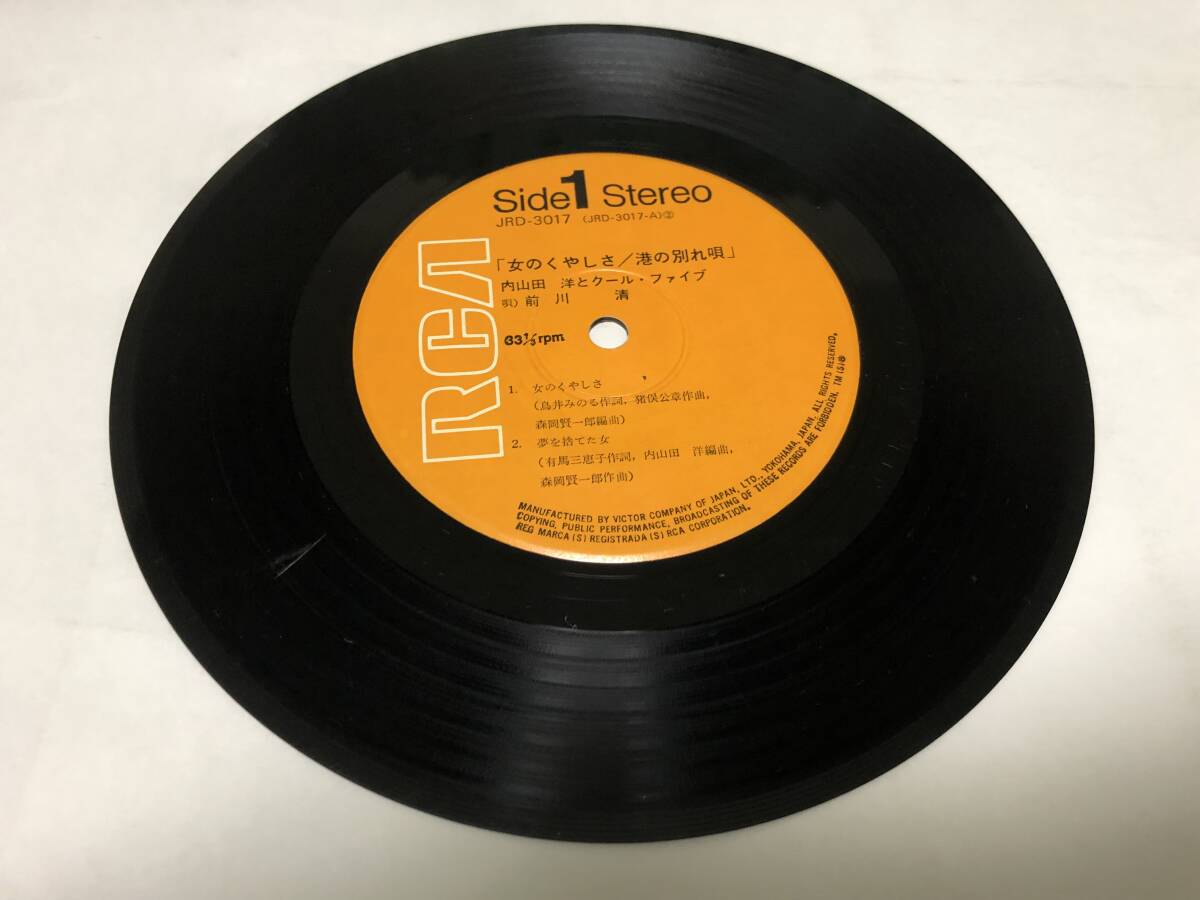 Side 1 Stereo
JRD-3017 (JRD-3017-A)②
「女のくやしさ／港の別れ唄」
内山田 洋とクール・ファイブ
唄) 前川 清
RCA
33⅓rpm
1. 女のくやしさ
(鳥井みのる作詞, 猪俣公章作曲,
森岡賢一郎編曲)
2. 夢を捨てた女
(有馬三恵子作詞, 内山田 洋編曲,
森岡賢一郎作曲)
MANUFACTURED BY VICTOR COMPANY OF JAPAN, LTD., YOKOHAMA, JAPAN, ALL RIGHTS RESERVED.
COPYING, PUBLIC PERFORMANCE, BROADCASTING OF THESE RECORDS ARE FORBIDDEN. TM(S)®
REG MARCA(S) REGISTRADA(S) RCA CORPORATION.